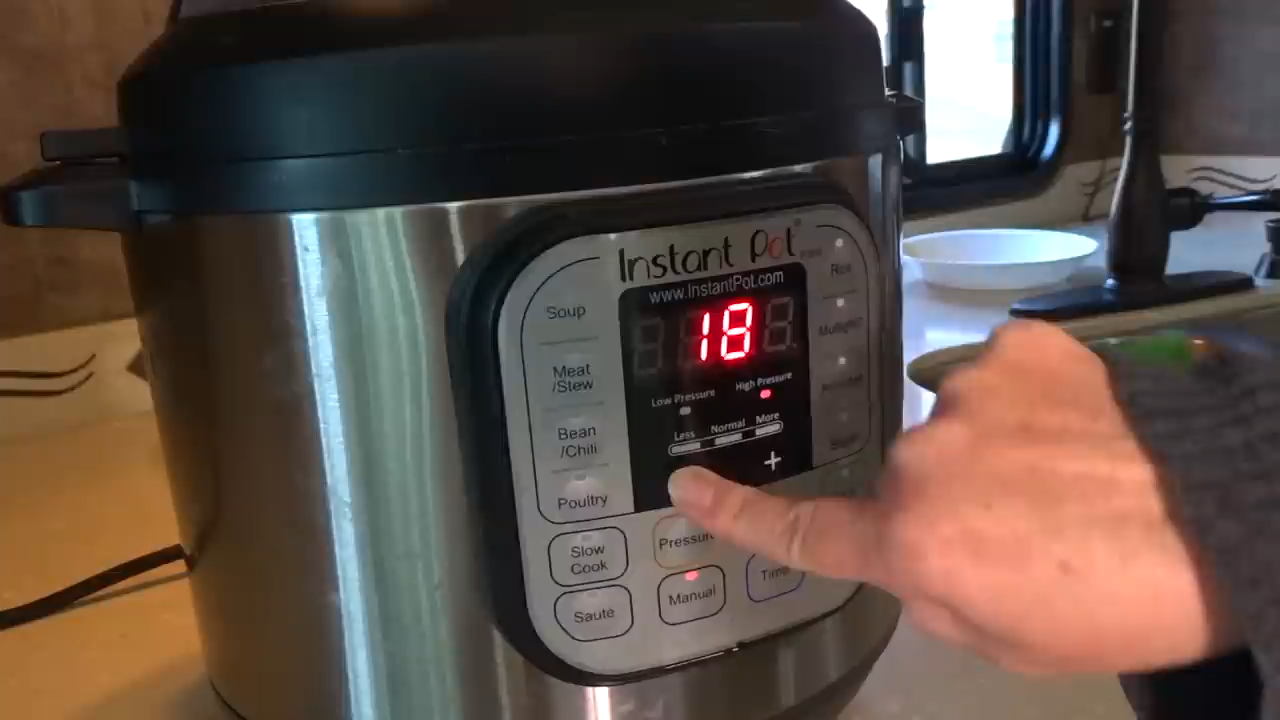 Instant Pot
www.InstantPot.com
18
Low Pressure
High Pressure
Less
Normal
More
+
Soup
Meat
/Stew
Bean
/Chili
Poultry
Rice
Multigrain
Slow
Cook
Pressure
Saute
Manual
Time